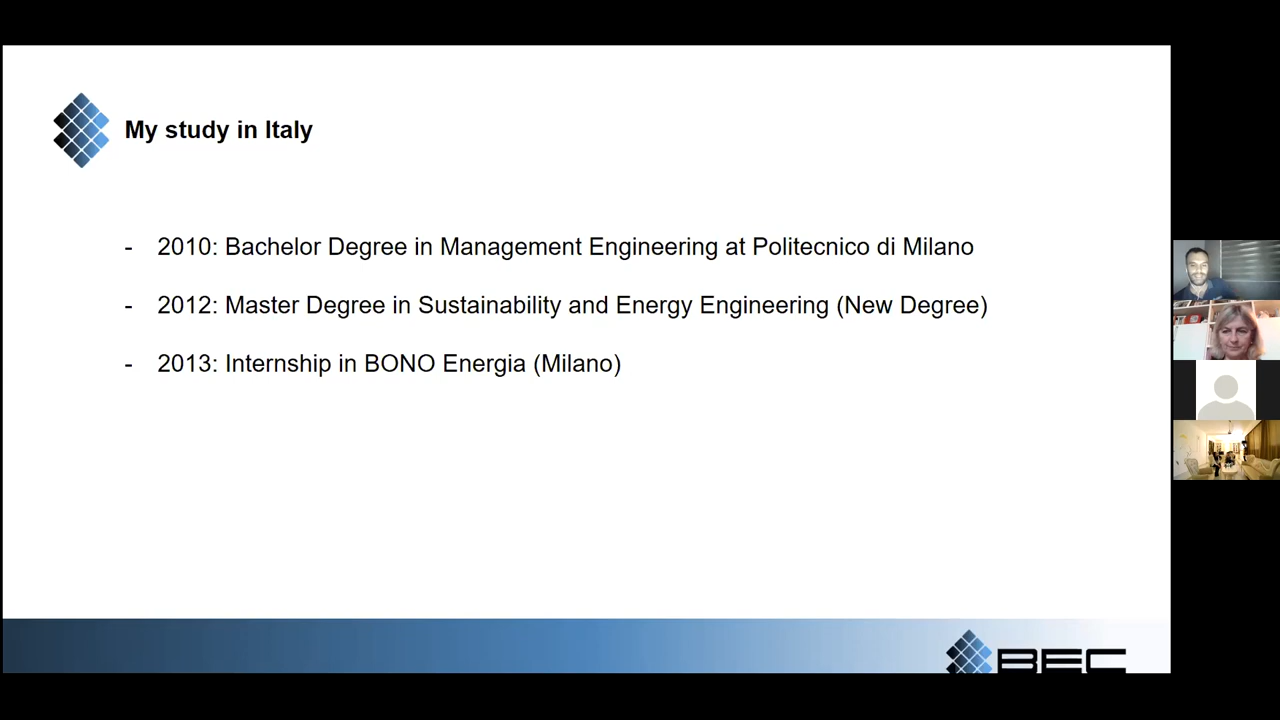 My study in Italy
- 2010: Bachelor Degree in Management Engineering at Politecnico di Milano
- 2012: Master Degree in Sustainability and Energy Engineering (New Degree)
- 2013: Internship in BONO Energia (Milano)
BEC